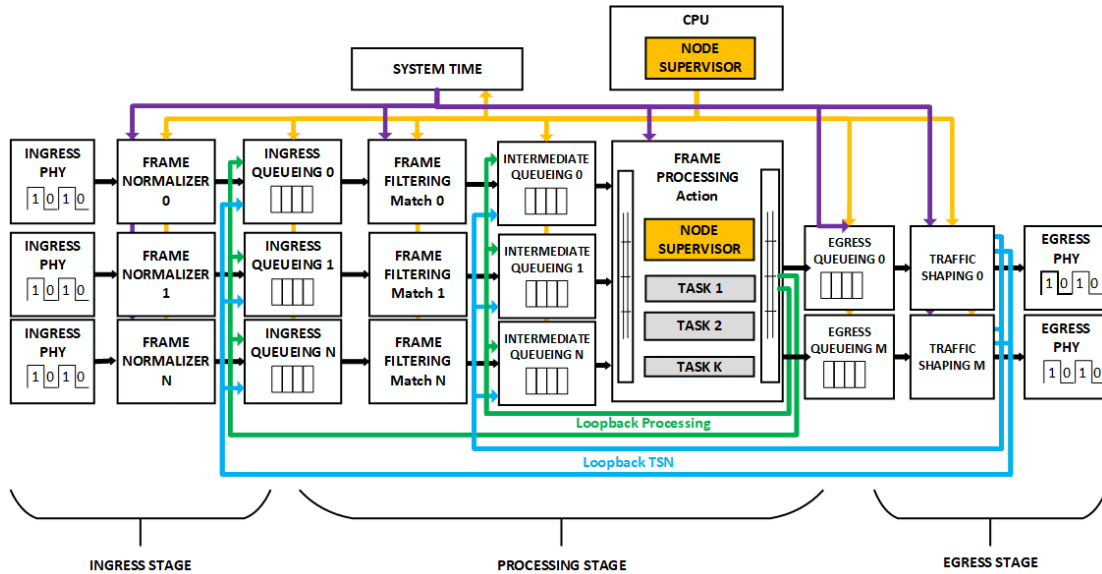 CPU
NODE
SUPERVISOR
SYSTEM TIME
INGRESS
PHY
1 0 1 0
FRAME
NORMALIZER
0
INGRESS
QUEUEING 0
FRAME
FILTERING
Match 0
INTERMEDIATE
QUEUEING 0
FRAME
PROCESSING
Action
NODE
SUPERVISOR
TASK 1
TASK 2
TASK K
INGRESS
PHY
1 0 1 0
FRAME
NORMALIZER
1
INGRESS
QUEUEING 1
FRAME
FILTERING
Match 1
INTERMEDIATE
QUEUEING 1
EGRESS
QUEUEING 0
TRAFFIC
SHAPING 0
EGRESS
PHY
1 0 1 0
INGRESS
PHY
1 0 1 0
FRAME
NORMALIZER
N
INGRESS
QUEUEING N
FRAME
FILTERING
Match N
INTERMEDIATE
QUEUEING N
EGRESS
QUEUEING M
TRAFFIC
SHAPING M
EGRESS
PHY
1 0 1 0
Loopback Processing
Loopback TSN
INGRESS STAGE
PROCESSING STAGE
EGRESS STAGE